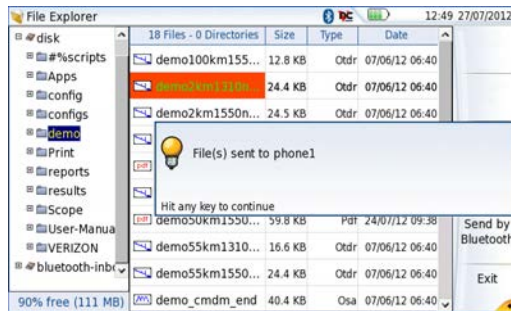 File Explorer 12:49 27/07/2012
disk
#%scripts
Apps
config
configs
demo
Print
reports
results
Scope
User-Manua
VERIZON
bluetooth-inbo
90% free (111 MB)
18 Files - 0 Directories Size Type Date
demo100km155... 12.8 KB Otdr 07/06/12 06:40
demo2km1310n... 24.4 KB Otdr 07/06/12 06:40
demo2km1550n... 24.5 KB Otdr 07/06/12 06:40
File(s) sent to phone1
Hit any key to continue
pdf
pdf demo50km1550... 59.8 KB Pdf 24/07/12 09:38
demo55km1310... 16.6 KB Otdr 07/06/12 06:40
demo55km1550... 24.4 KB Otdr 07/06/12 06:40
demo_cmdm_end 40.4 KB Osa 07/06/12 06:40
Send by
Bluetooth
Exit